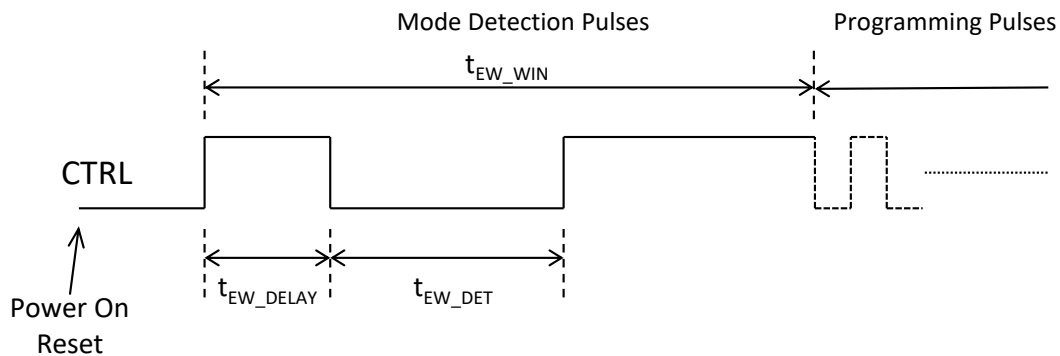 Mode Detection Pulses
Programming Pulses
tEW_WIN
CTRL
tEW_DELAY
tEW_DET
Power On
Reset